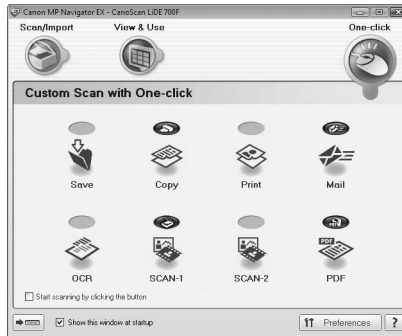 Canon MP Navigator EX - CanoScan LiDE 700F
Scan/Import View & Use One-click
Custom Scan with One-click
Save Copy Print Mail
PDF
OCR SCAN-1 SCAN-2 PDF
Start scanning by clicking the button
Show this window at startup Preferences ?